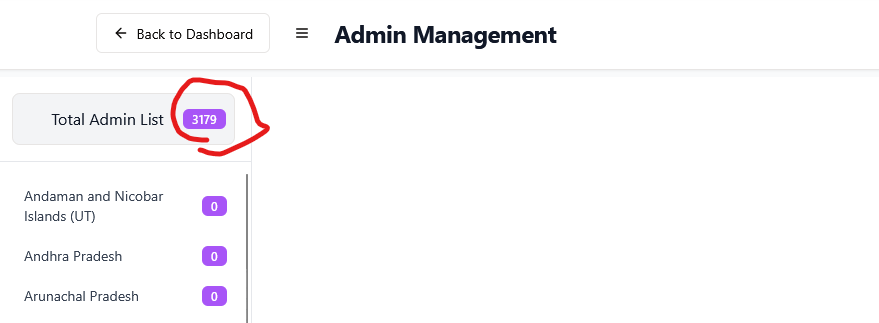 Back to Dashboard
Admin Management
Total Admin List 3179
Andaman and Nicobar
Islands (UT)
0
Andhra Pradesh 0
Arunachal Pradesh 0